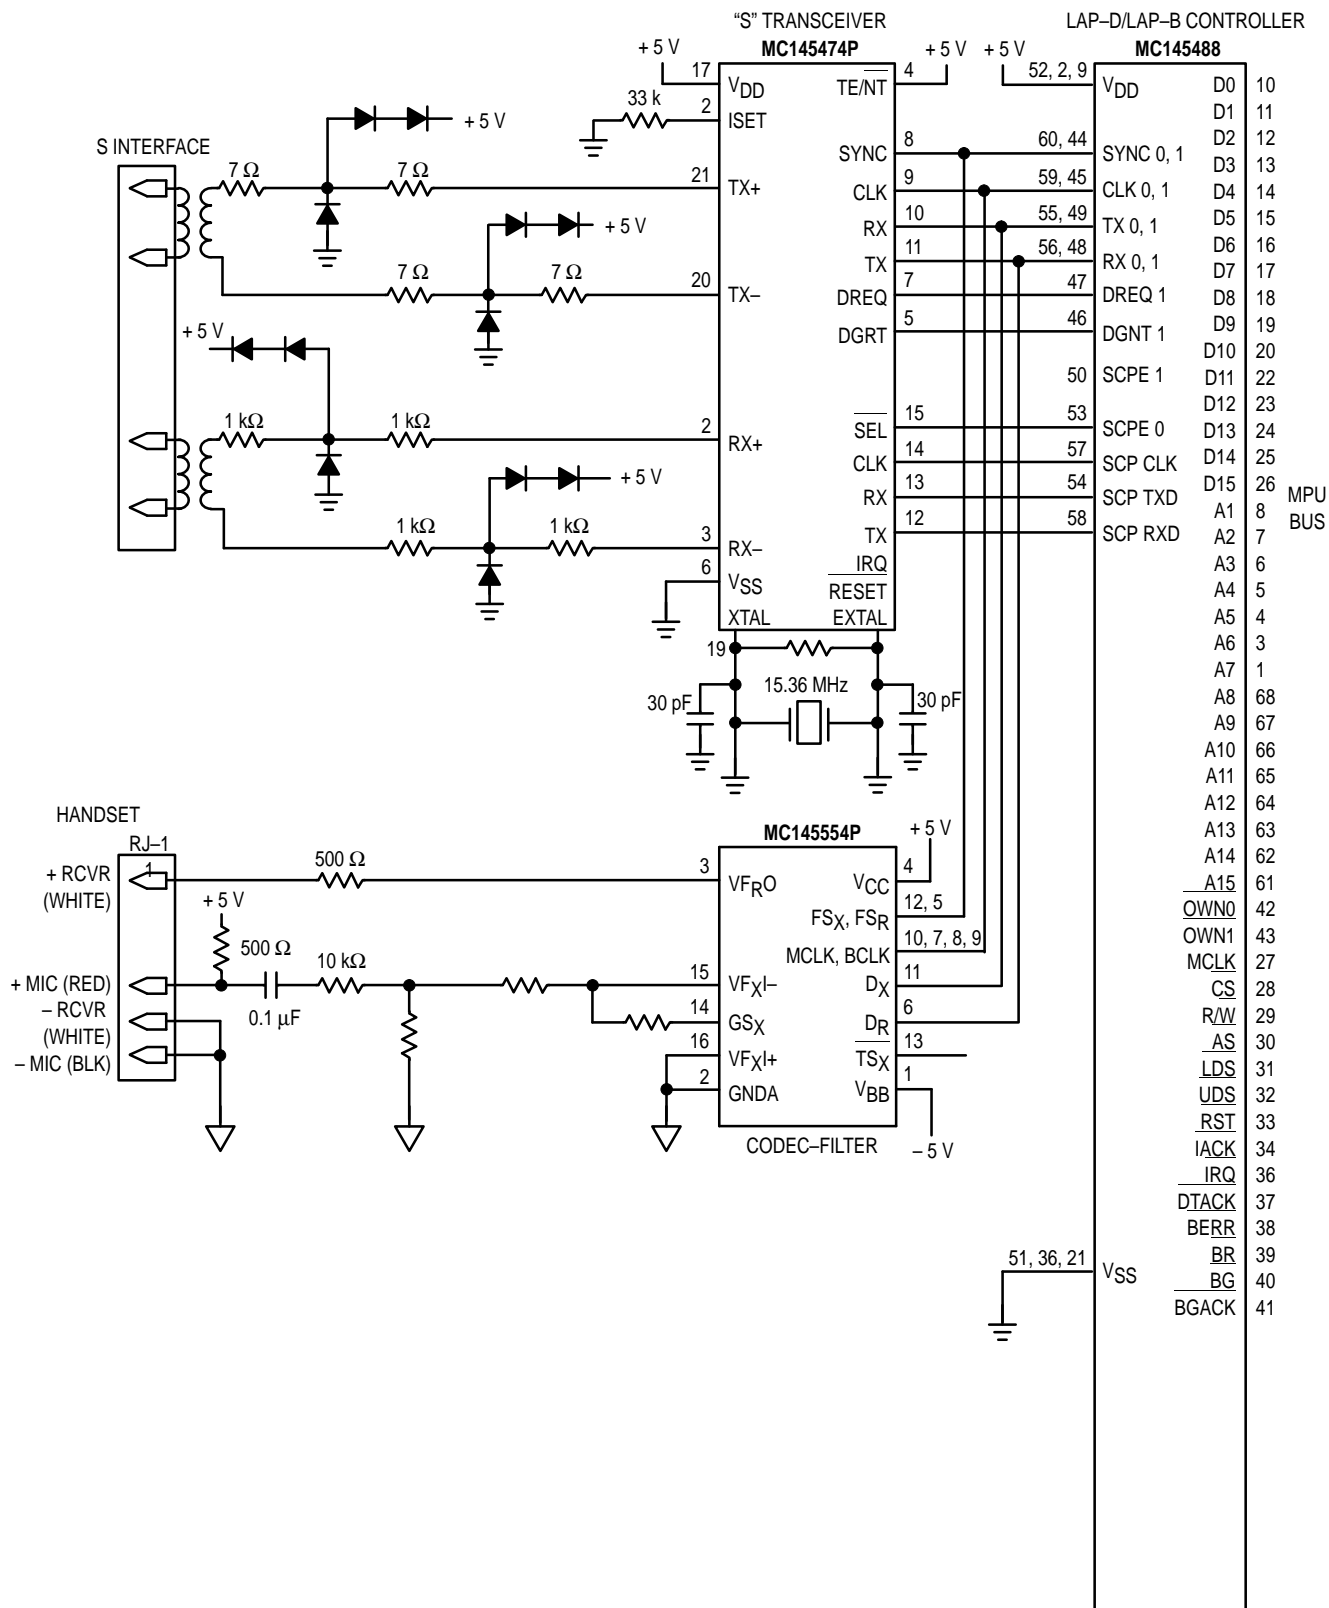 “S” TRANSCEIVER
MC145474P
LAP–D/LAP–B CONTROLLER
MC145488
+ 5 V
17
VDD
33 k
2
ISET
4
TE/NT
+ 5 V
+ 5 V
52, 2, 9
VDD
S INTERFACE
7 Ω
+ 5 V
7 Ω
21
TX+
+ 5 V
7 Ω
7 Ω
20
TX–
+ 5 V
1 kΩ
1 kΩ
2
RX+
+ 5 V
1 kΩ
1 kΩ
3
RX–
6
VSS
XTAL
EXTAL
SYNC
8
60, 44
SYNC 0, 1
CLK
9
59, 45
CLK 0, 1
RX
10
55, 49
TX 0, 1
TX
11
56, 48
RX 0, 1
DREQ
7
47
DREQ 1
DGRT
5
46
DGNT 1
50
SCPE 1
SEL
15
53
SCPE 0
CLK
14
57
SCP CLK
RX
13
54
SCP TXD
TX
12
58
SCP RXD
IRQ
RESET
19
15.36 MHz
30 pF
30 pF
D0 10
D1 11
D2 12
D3 13
D4 14
D5 15
D6 16
D7 17
D8 18
D9 19
D10 20
D11 22
D12 23
D13 24
D14 25
D15 26
A1 8
A2 7
A3 6
A4 5
A5 4
A6 3
A7 1
A8 68
A9 67
A10 66
A11 65
A12 64
A13 63
A14 62
A15 61
OWN0 42
OWN1 43
MCLK 27
CS 28
R/W 29
AS 30
LDS 31
UDS 32
RST 33
IACK 34
IRQ 36
DTACK 37
BERR 38
BR 39
BG 40
BGACK 41
MPU
BUS
51, 36, 21
VSS
HANDSET
RJ–1
1
+ RCVR
(WHITE)
500 Ω
+ 5 V
500 Ω
+ MIC (RED)
0.1 μF
10 kΩ
– RCVR
(WHITE)
– MIC (BLK)
MC145554P
3
VFRO
15
VFXI–
14
GSX
16
VFXI+
2
GNDA
+ 5 V
VCC
4
FSX, FSR
12, 5
MCLK, BCLK
10, 7, 8, 9
DX
11
DR
6
TSX
13
VBB
1
– 5 V
CODEC–FILTER